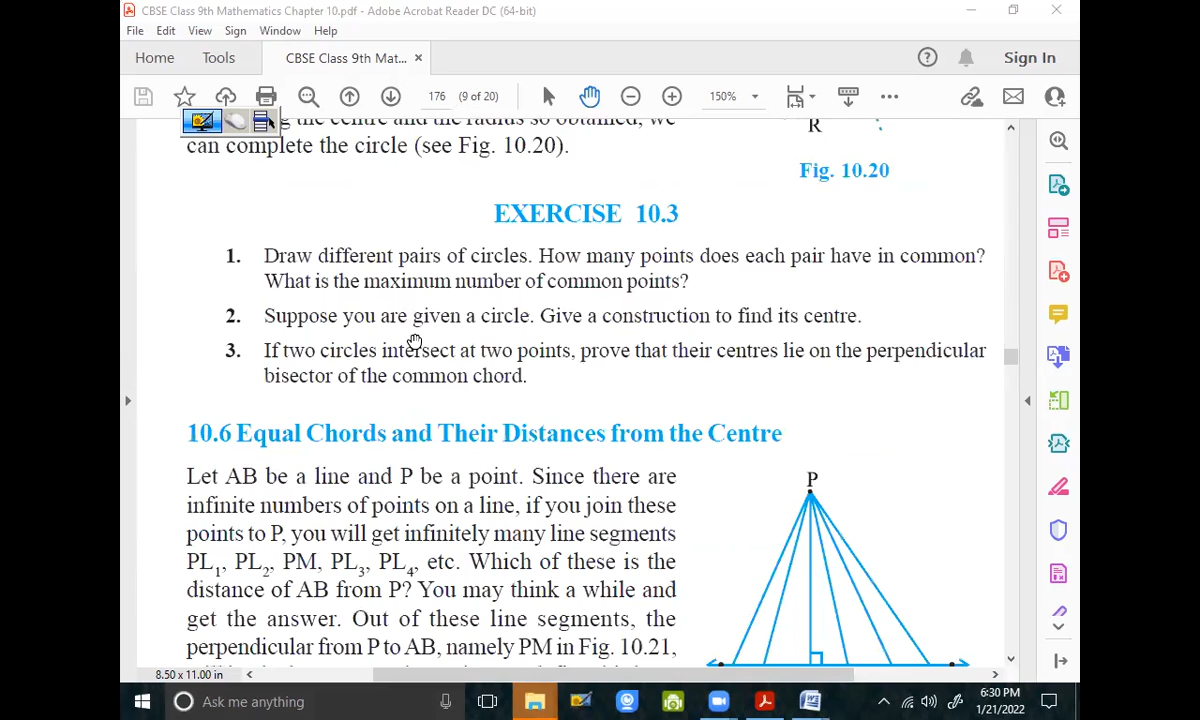 CBSE Class 9th Mathematics Chapter 10.pdf - Adobe Acrobat Reader DC (64-bit)
File Edit View Sign Window Help
Home Tools CBSE Class 9th Mat... × Sign In
176 (9 of 20) 150%
the centre and the radius so obtained, we
can complete the circle (see Fig. 10.20).
R
Fig. 10.20
EXERCISE 10.3
1. Draw different pairs of circles. How many points does each pair have in common?
What is the maximum number of common points?
2. Suppose you are given a circle. Give a construction to find its centre.
3. If two circles intersect at two points, prove that their centres lie on the perpendicular
bisector of the common chord.
10.6 Equal Chords and Their Distances from the Centre
Let AB be a line and P be a point. Since there are
infinite numbers of points on a line, if you join these
points to P, you will get infinitely many line segments
PL₁, PL₂, PM, PL₃, PL₄, etc. Which of these is the
distance of AB from P? You may think a while and
get the answer. Out of these line segments, the
perpendicular from P to AB, namely PM in Fig. 10.21,
P
8.50 x 11.00 in
Ask me anything
6:30 PM
1/21/2022